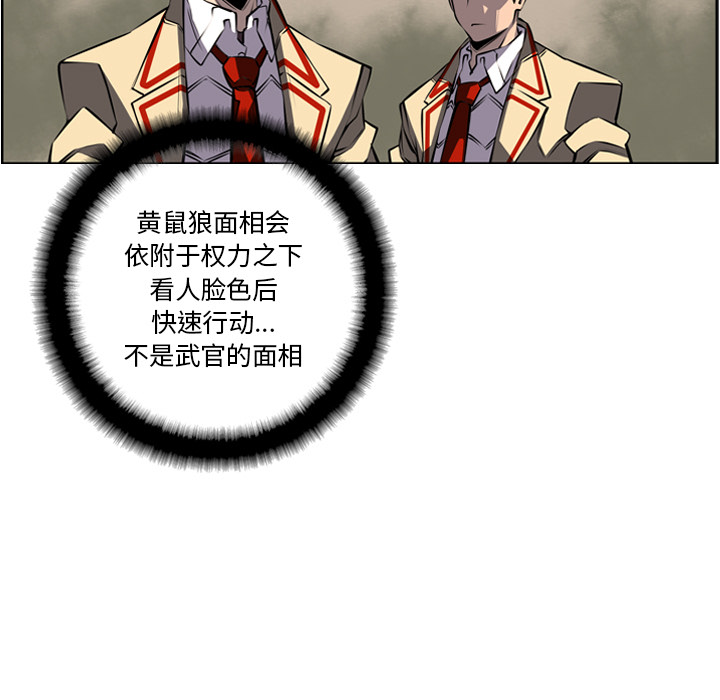 黄鼠狼面相会
依附于权力之下
看人脸色后
快速行动...
不是武官的面相